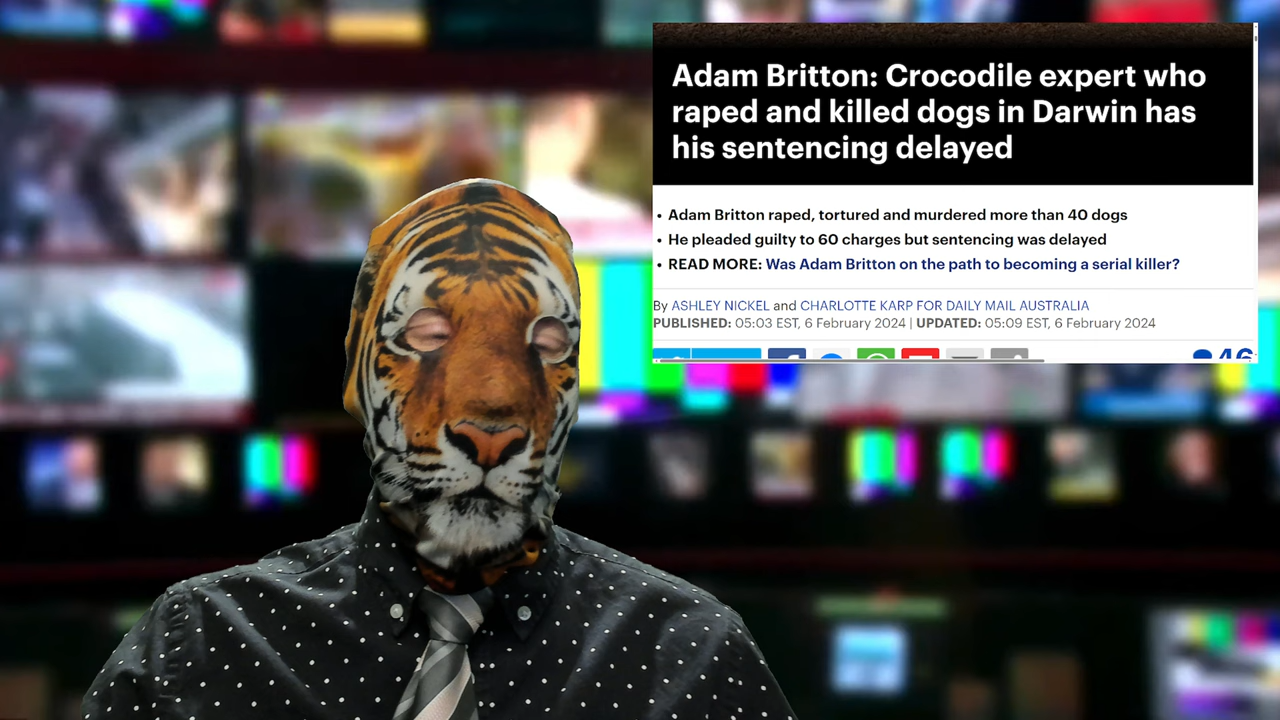 Adam Britton: Crocodile expert who
raped and killed dogs in Darwin has
his sentencing delayed
• Adam Britton raped, tortured and murdered more than 40 dogs
• He pleaded guilty to 60 charges but sentencing was delayed
• READ MORE: Was Adam Britton on the path to becoming a serial killer?
By ASHLEY NICKEL and CHARLOTTE KARP FOR DAILY MAIL AUSTRALIA
PUBLISHED: 05:03 EST, 6 February 2024 | UPDATED: 05:09 EST, 6 February 2024